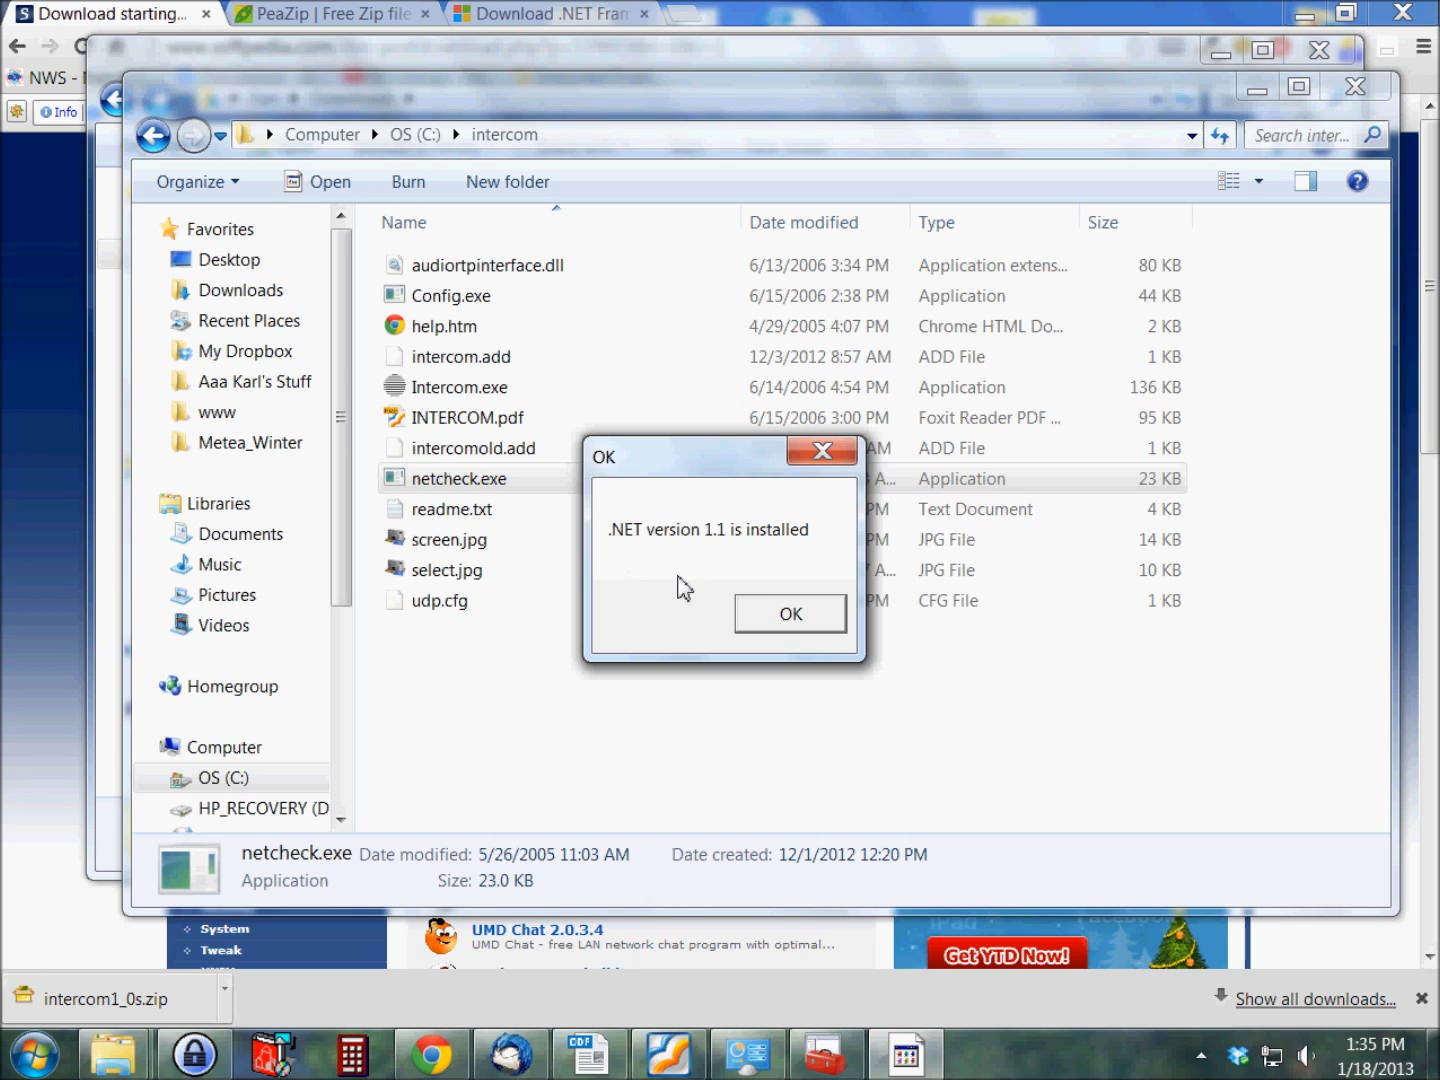 Download starting...
PeaZip | Free Zip file
Download .NET Fram
NWS -
Info
Computer
OS (C:)
intercom
Search inter...
Organize
Open
Burn
New folder
Name
Date modified
Type
Size
Favorites
Desktop
Downloads
Recent Places
My Dropbox
Aaa Karl's Stuff
www
Metea_Winter
Libraries
Documents
Music
Pictures
Videos
Homegroup
Computer
OS (C:)
HP_RECOVERY (D
audiortpinterface.dll 6/13/2006 3:34 PM Application extens... 80 KB
Config.exe 6/15/2006 2:38 PM Application 44 KB
help.htm 4/29/2005 4:07 PM Chrome HTML Do... 2 KB
intercom.add 12/3/2012 8:57 AM ADD File 1 KB
Intercom.exe 6/14/2006 4:54 PM Application 136 KB
INTERCOM.pdf 6/15/2006 3:00 PM Foxit Reader PDF ... 95 KB
intercomold.add AM ADD File 1 KB
netcheck.exe A... Application 23 KB
readme.txt PM Text Document 4 KB
screen.jpg PM JPG File 14 KB
select.jpg A... JPG File 10 KB
udp.cfg PM CFG File 1 KB
OK
.NET version 1.1 is installed
OK
netcheck.exe Date modified: 5/26/2005 11:03 AM Date created: 12/1/2012 12:20 PM
Application Size: 23.0 KB
System
Tweak
UMD Chat 2.0.3.4
UMD Chat - free LAN network chat program with optimal...
iPad
Facebook
Get YTD Now!
intercom1_0s.zip
Show all downloads...
PDF
1:35 PM
1/18/2013